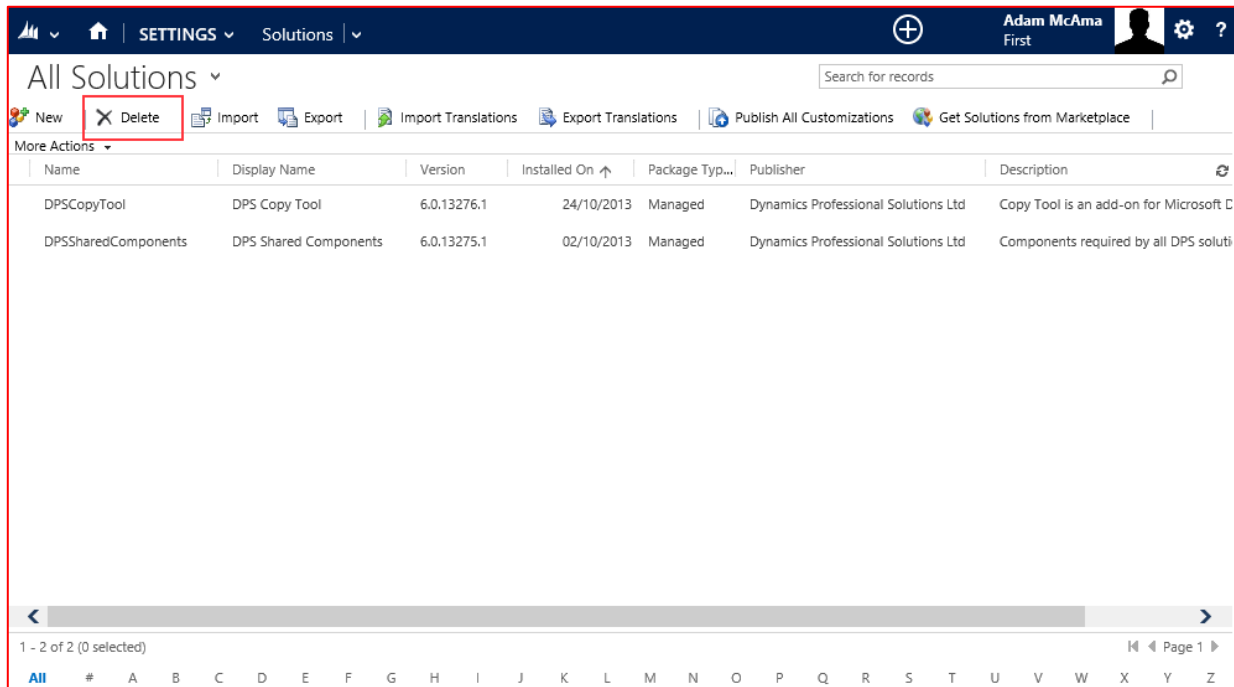 SETTINGS Solutions Adam McAma
First ?
All Solutions Search for records
New Delete Import Export Import Translations Export Translations Publish All Customizations Get Solutions from Marketplace
More Actions
Name Display Name Version Installed On Package Typ... Publisher Description
DPSCopyTool DPS Copy Tool 6.0.13276.1 24/10/2013 Managed Dynamics Professional Solutions Ltd Copy Tool is an add-on for Microsoft D
DPSSharedComponents DPS Shared Components 6.0.13275.1 02/10/2013 Managed Dynamics Professional Solutions Ltd Components required by all DPS soluti
1 - 2 of 2 (0 selected) Page 1
All # A B C D E F G H I J K L M N O P Q R S T U V W X Y Z